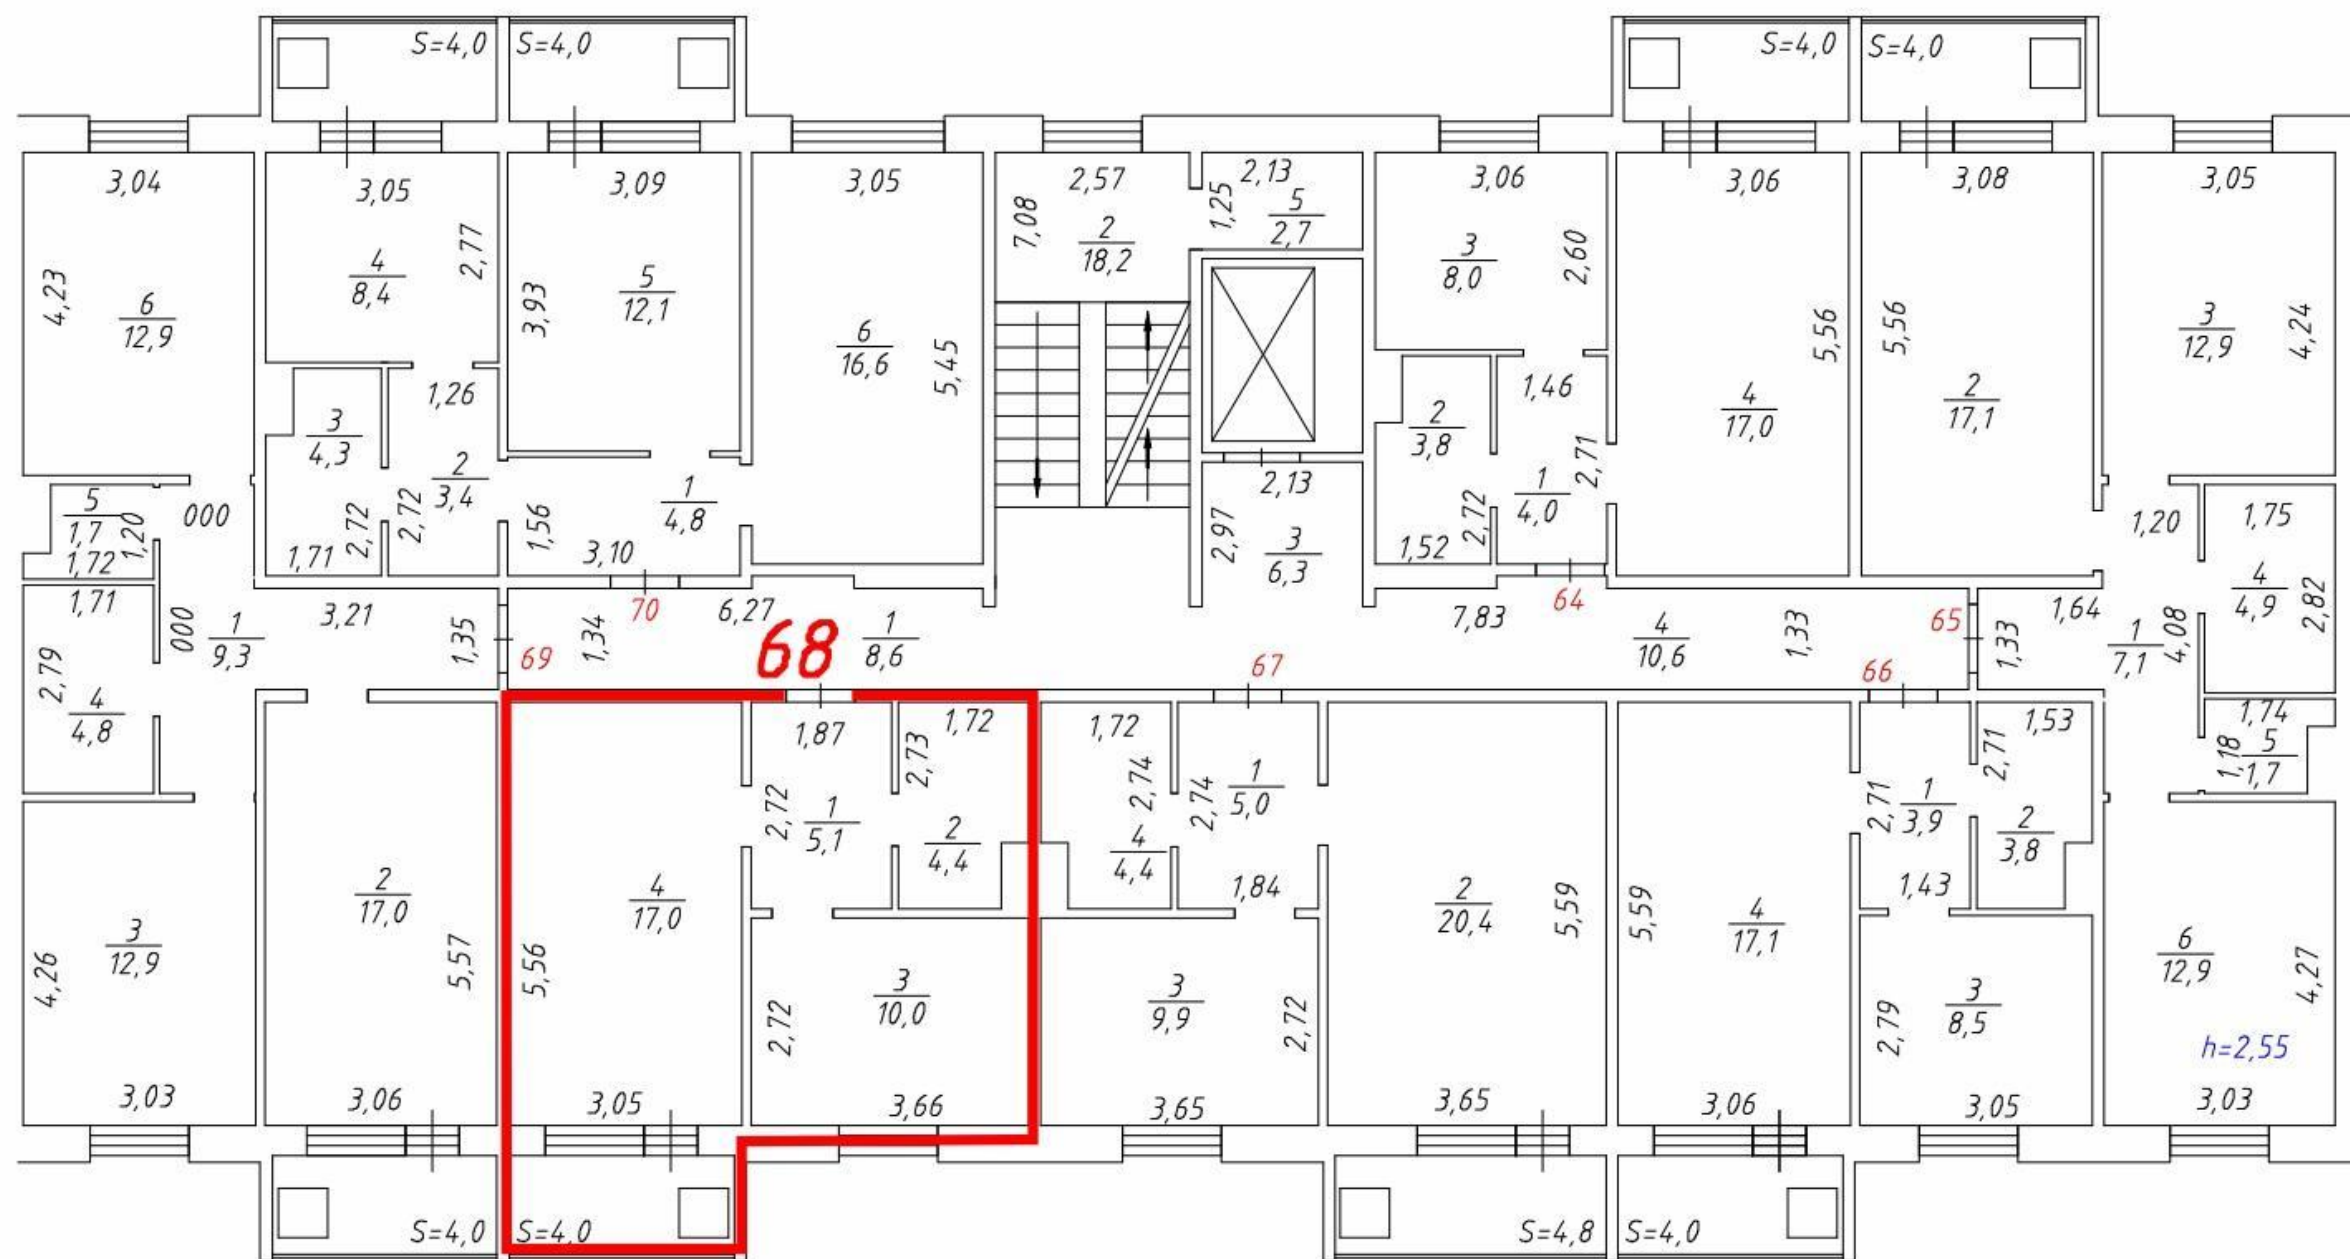 S=4,0 S=4,0 S=4,0 S=4,0
3,04 3,05 3,09 3,05 2,57 2,13 3,06 3,06 3,08 3,05
4,23 6 12,9
4 8,4 2,77
3,93 5 12,1
6 16,6 5,45
7,08 2 18,2
1,25 5 2,7
3 8,0 2,60
4 17,0 5,56
5,56 2 17,1
3 12,9 4,24
1,26
3 4,3 2,72 1,71
2 3,4 2,72
1,56 1 4,8 3,10
2,13 2,97 3 6,3
2 3,8 2,72 1,52
1,46 2,71 1 4,0
5 1,7 1,20 1,72
000
1,20 1,75
4 4,9 2,82
1,71 000 1 9,3 3,21 1,35
2,79 4 4,8
69 1,34 70 6,27 68 1 8,6
67
7,83 64 4 10,6 1,33 66 65
1,33 1,64 1 7,1 4,08
1,74 1,18 5 1,7
3 12,9 4,26 3,03
2 17,0 5,57 3,06
4 17,0 5,56 3,05
1,87 2,72 1 5,1
1,72 2,73 2 4,4
3 10,0 2,72 3,66
1,72 2,74 4 4,4
2,74 1 5,0 1,84
3 9,9 2,72 3,65
2 20,4 5,59 3,65
5,59 4 17,1 3,06
2,71 1 3,9 1,43
1,53 2,71 2 3,8
3 8,5 2,79 3,05
6 12,9 4,27
h=2,55
3,03
S=4,0 S=4,0 S=4,8 S=4,0